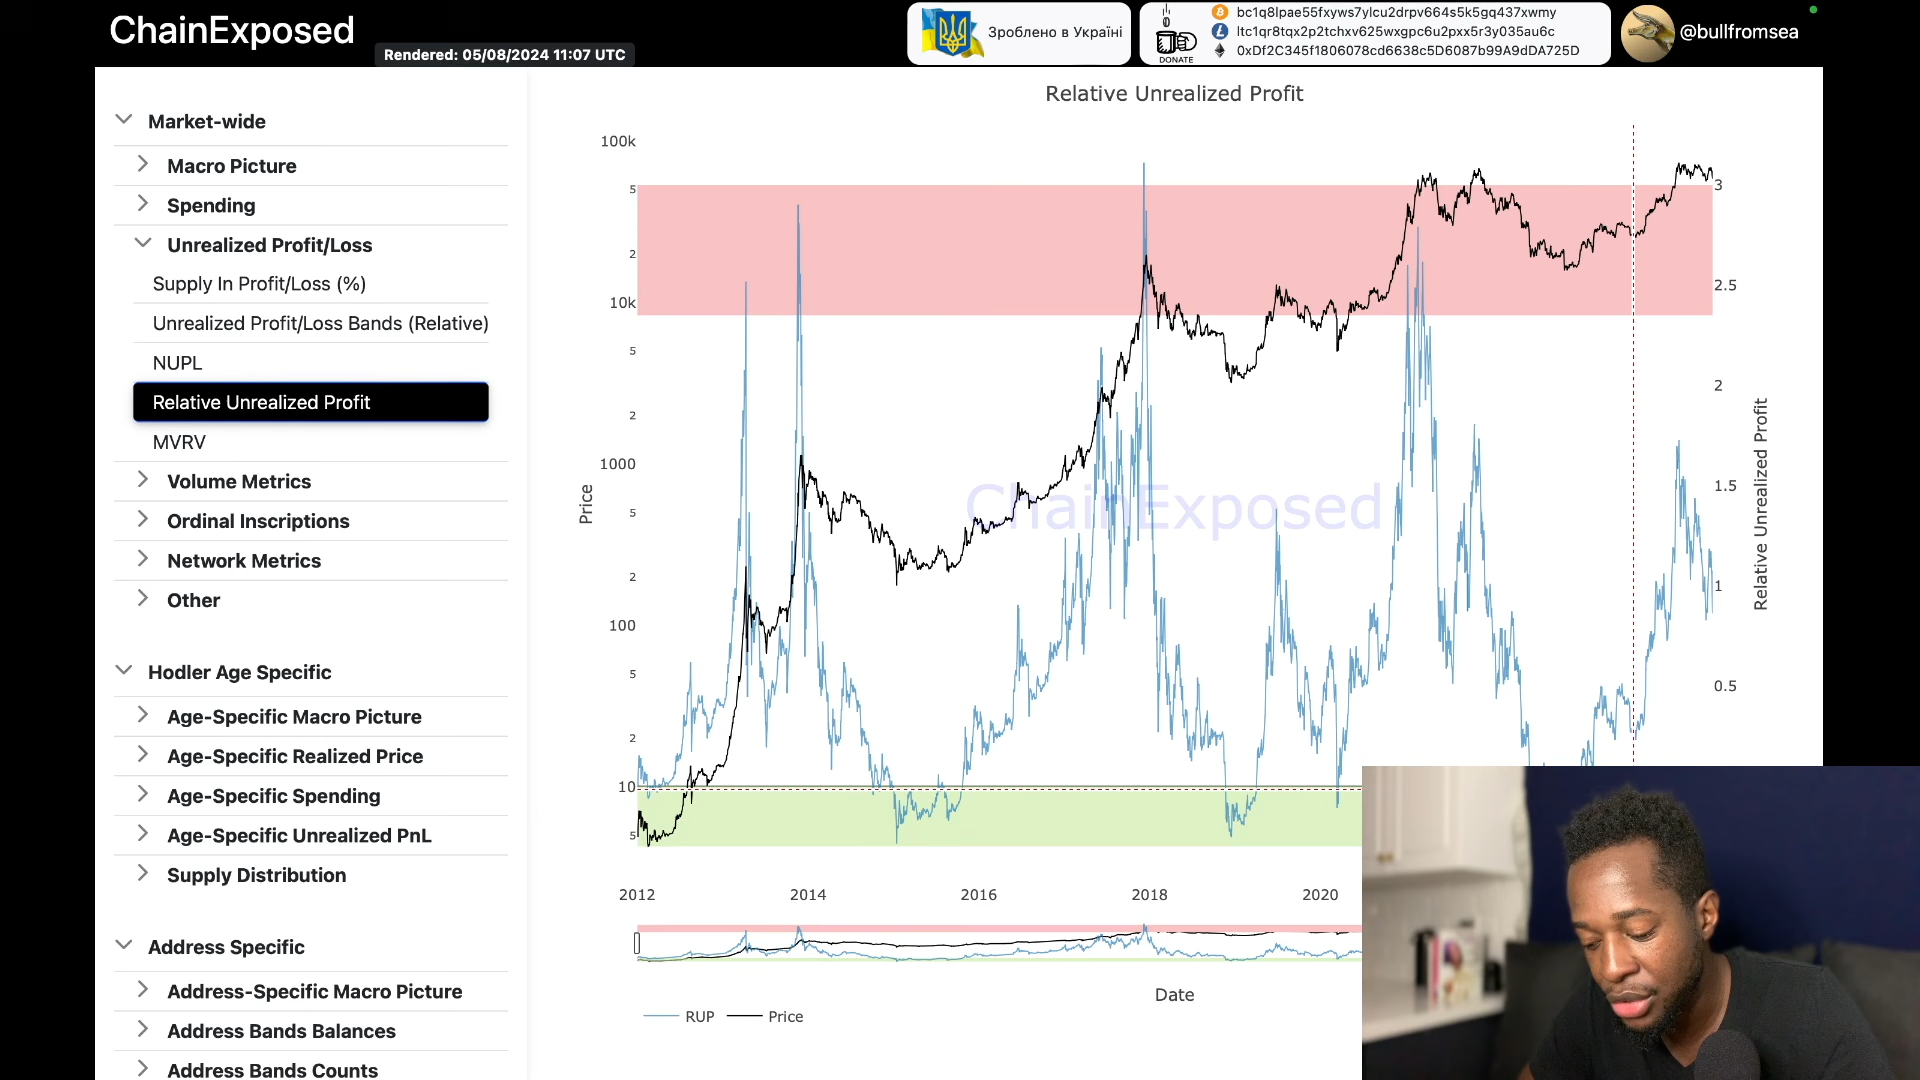 ChainExposed
Rendered: 05/08/2024 11:07 UTC
Зроблено в Україні
DONATE
bc1q8lpae55fxyws7ylcu2drpv664s5k5gq437xwmy
ltc1qr8tqx2p2tchxv625wxgpc6u2pxx5r3y035au6c
0xDf2C345f1806078cd6638c5D6087b99A9dDA725D
@bullfromsea
Market-wide
Macro Picture
Spending
Unrealized Profit/Loss
Supply In Profit/Loss (%)
Unrealized Profit/Loss Bands (Relative)
NUPL
Relative Unrealized Profit
MVRV
Volume Metrics
Ordinal Inscriptions
Network Metrics
Other
Hodler Age Specific
Age-Specific Macro Picture
Age-Specific Realized Price
Age-Specific Spending
Age-Specific Unrealized PnL
Supply Distribution
Address Specific
Address-Specific Macro Picture
Address Bands Balances
Address Bands Counts
Relative Unrealized Profit
Price
100k
5
2
10k
5
2
1000
5
2
100
5
2
10
5
ChainExposed
3
2.5
2
1.5
1
0.5
Relative Unrealized Profit
2012 2014 2016 2018 2020
Date
RUP Price